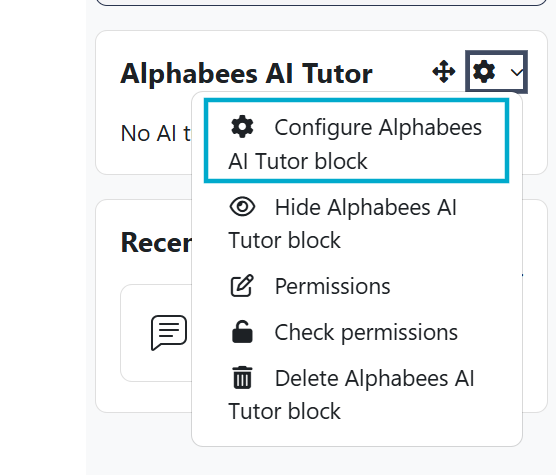 Alphabees AI Tutor
No AI t
Configure Alphabees
AI Tutor block
Hide Alphabees AI
Tutor block
Recer
Permissions
Check permissions
Delete Alphabees AI
Tutor block